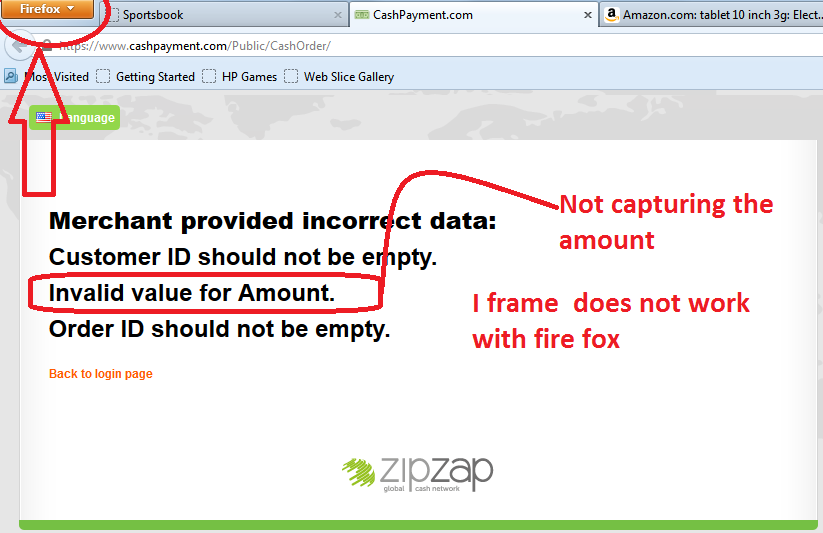 Firefox
Sportsbook
CashPayment.com
Amazon.com: tablet 10 inch 3g: Elect...
https://www.cashpayment.com/Public/CashOrder/
Most Visited
Getting Started
HP Games
Web Slice Gallery
Language
Merchant provided incorrect data:
Customer ID should not be empty.
Invalid value for Amount.
Order ID should not be empty.
Back to login page
Not capturing the
amount
I frame does not work
with fire fox
zipzap
global cash network